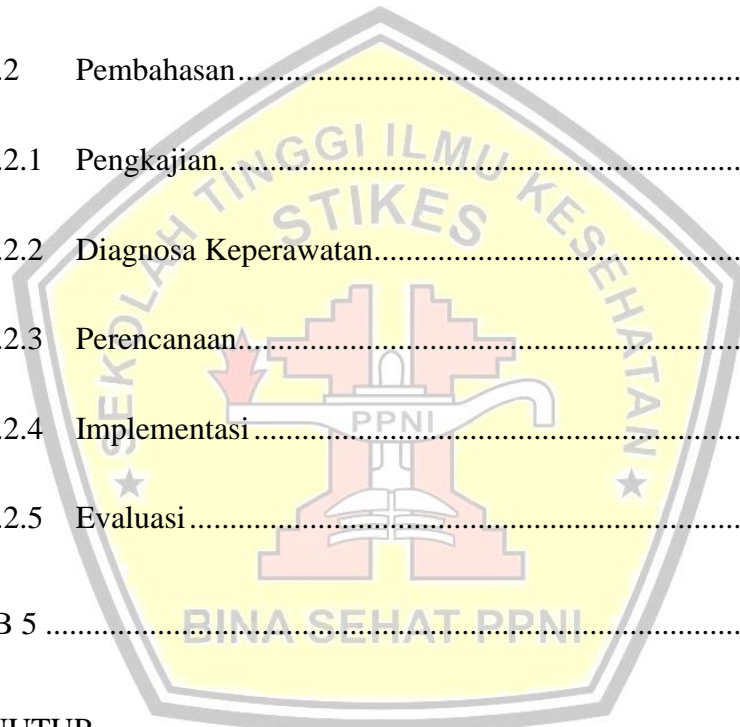 .2 Pembahasan
.2.1 Pengkajian.
.2.2 Diagnosa Keperawatan
.2.3 Perencanaan
.2.4 Implementasi
.2.5 Evaluasi
B 5
SEKOLAH TINGGI ILMU KESEHATAN
STIKES
PPNI
BINA SEHAT PPNI